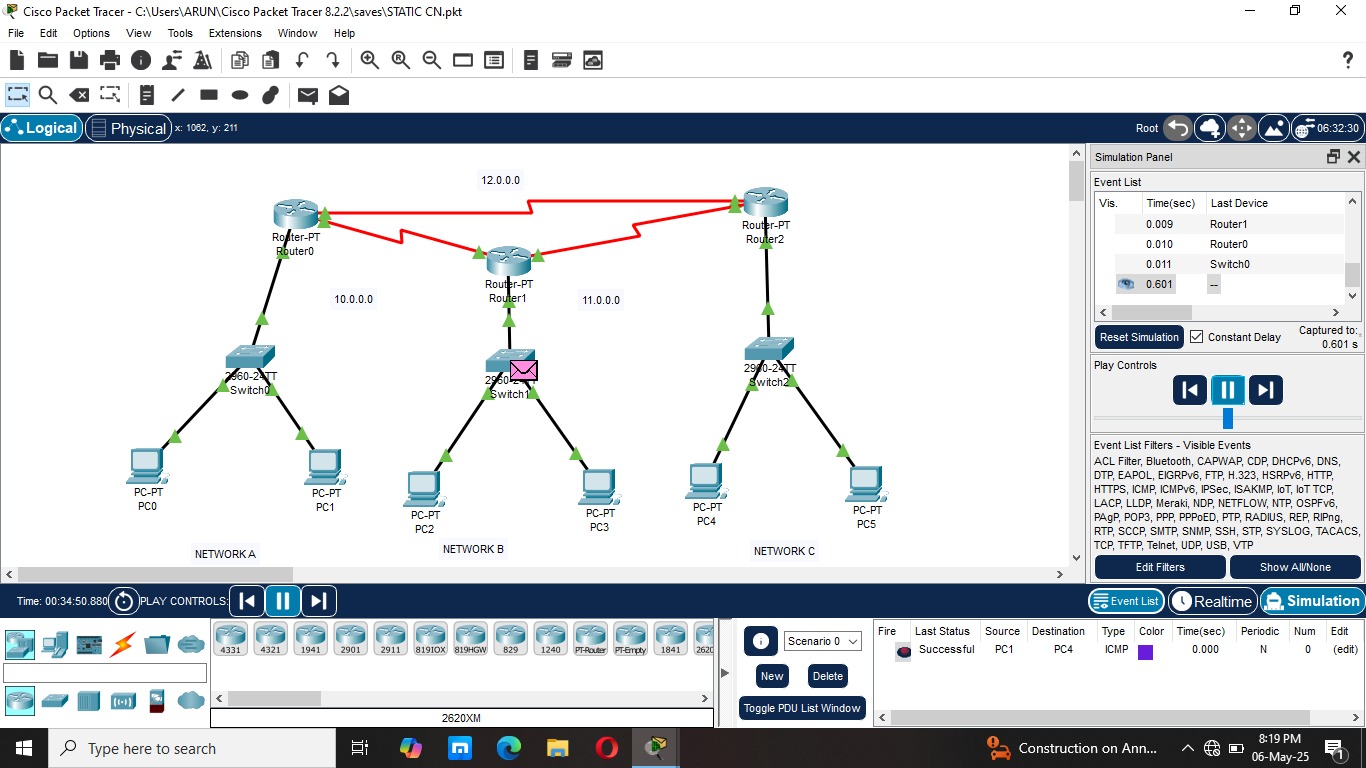 Cisco Packet Tracer - C:\Users\ARUN\Cisco Packet Tracer 8.2.2\saves\STATIC CN.pkt
File Edit Options View Tools Extensions Window Help
Logical Physical x: 1062, y: 211 Root 06:32:30
12.0.0.0
Router-PT
Router0
Router-PT
Router2
Router-PT
Router1
10.0.0.0
11.0.0.0
2960-24TT
Switch0
2960-24TT
Switch1
2960-24TT
Switch2
PC-PT
PC0
PC-PT
PC1
PC-PT
PC2
PC-PT
PC3
PC-PT
PC4
PC-PT
PC5
NETWORK A
NETWORK B
NETWORK C
Simulation Panel
Event List
Vis. Time(sec) Last Device
0.009 Router1
0.010 Router0
0.011 Switch0
0.601 --
Reset Simulation Constant Delay Captured to:
0.601 s
Play Controls
Event List Filters - Visible Events
ACL Filter, Bluetooth, CAPWAP, CDP, DHCPv6, DNS,
DTP, EAPOL, EIGRPv6, FTP, H.323, HSRPv6, HTTP,
HTTPS, ICMP, ICMPv6, IPSec, ISAKMP, IoT, IoT TCP,
LACP, LLDP, Meraki, NDP, NETFLOW, NTP, OSPFv6,
PAgP, POP3, PPP, PPPoED, PTP, RADIUS, REP, RIPng,
RTP, SCCP, SMTP, SNMP, SSH, STP, SYSLOG, TACACS,
TCP, TFTP, Telnet, UDP, USB, VTP
Edit Filters Show All/None
Time: 00:34:50.880 PLAY CONTROLS: Event List Realtime Simulation
4331 4321 1941 2901 2911 819IOX 819HGW 829 1240 PT-Router PT-Empty 1841 2620
2620XM
Scenario 0
New Delete
Toggle PDU List Window
Fire Last Status Source Destination Type Color Time(sec) Periodic Num Edit
Successful PC1 PC4 ICMP 0.000 N 0 (edit)
Type here to search
Construction on Ann...
8:19 PM
06-May-25
1